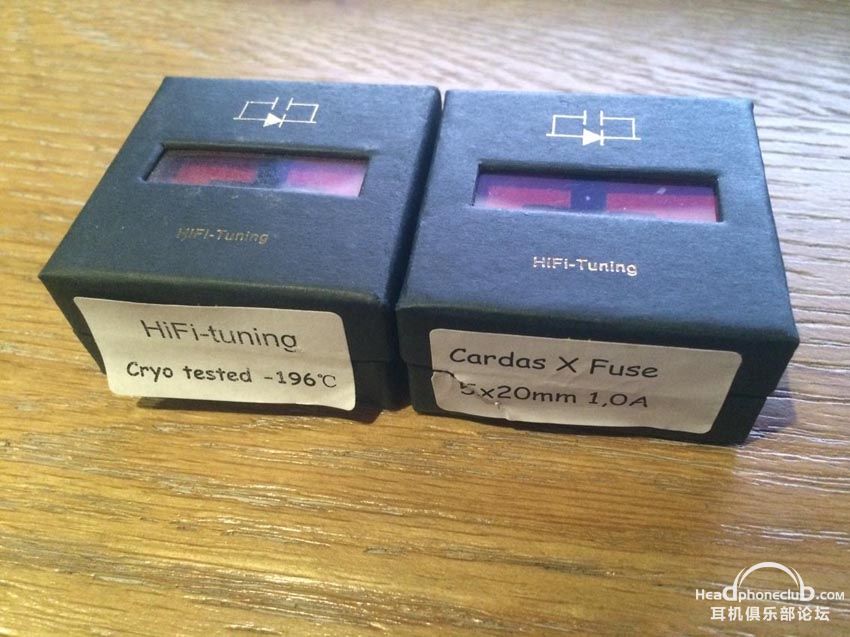 HiFi-Tuning
HiFi-tuning
Cryo tested -196℃
HiFi-Tuning
Cardas X Fuse
5x20mm 1,0A
Headphoneclub.com
耳机俱乐部论坛